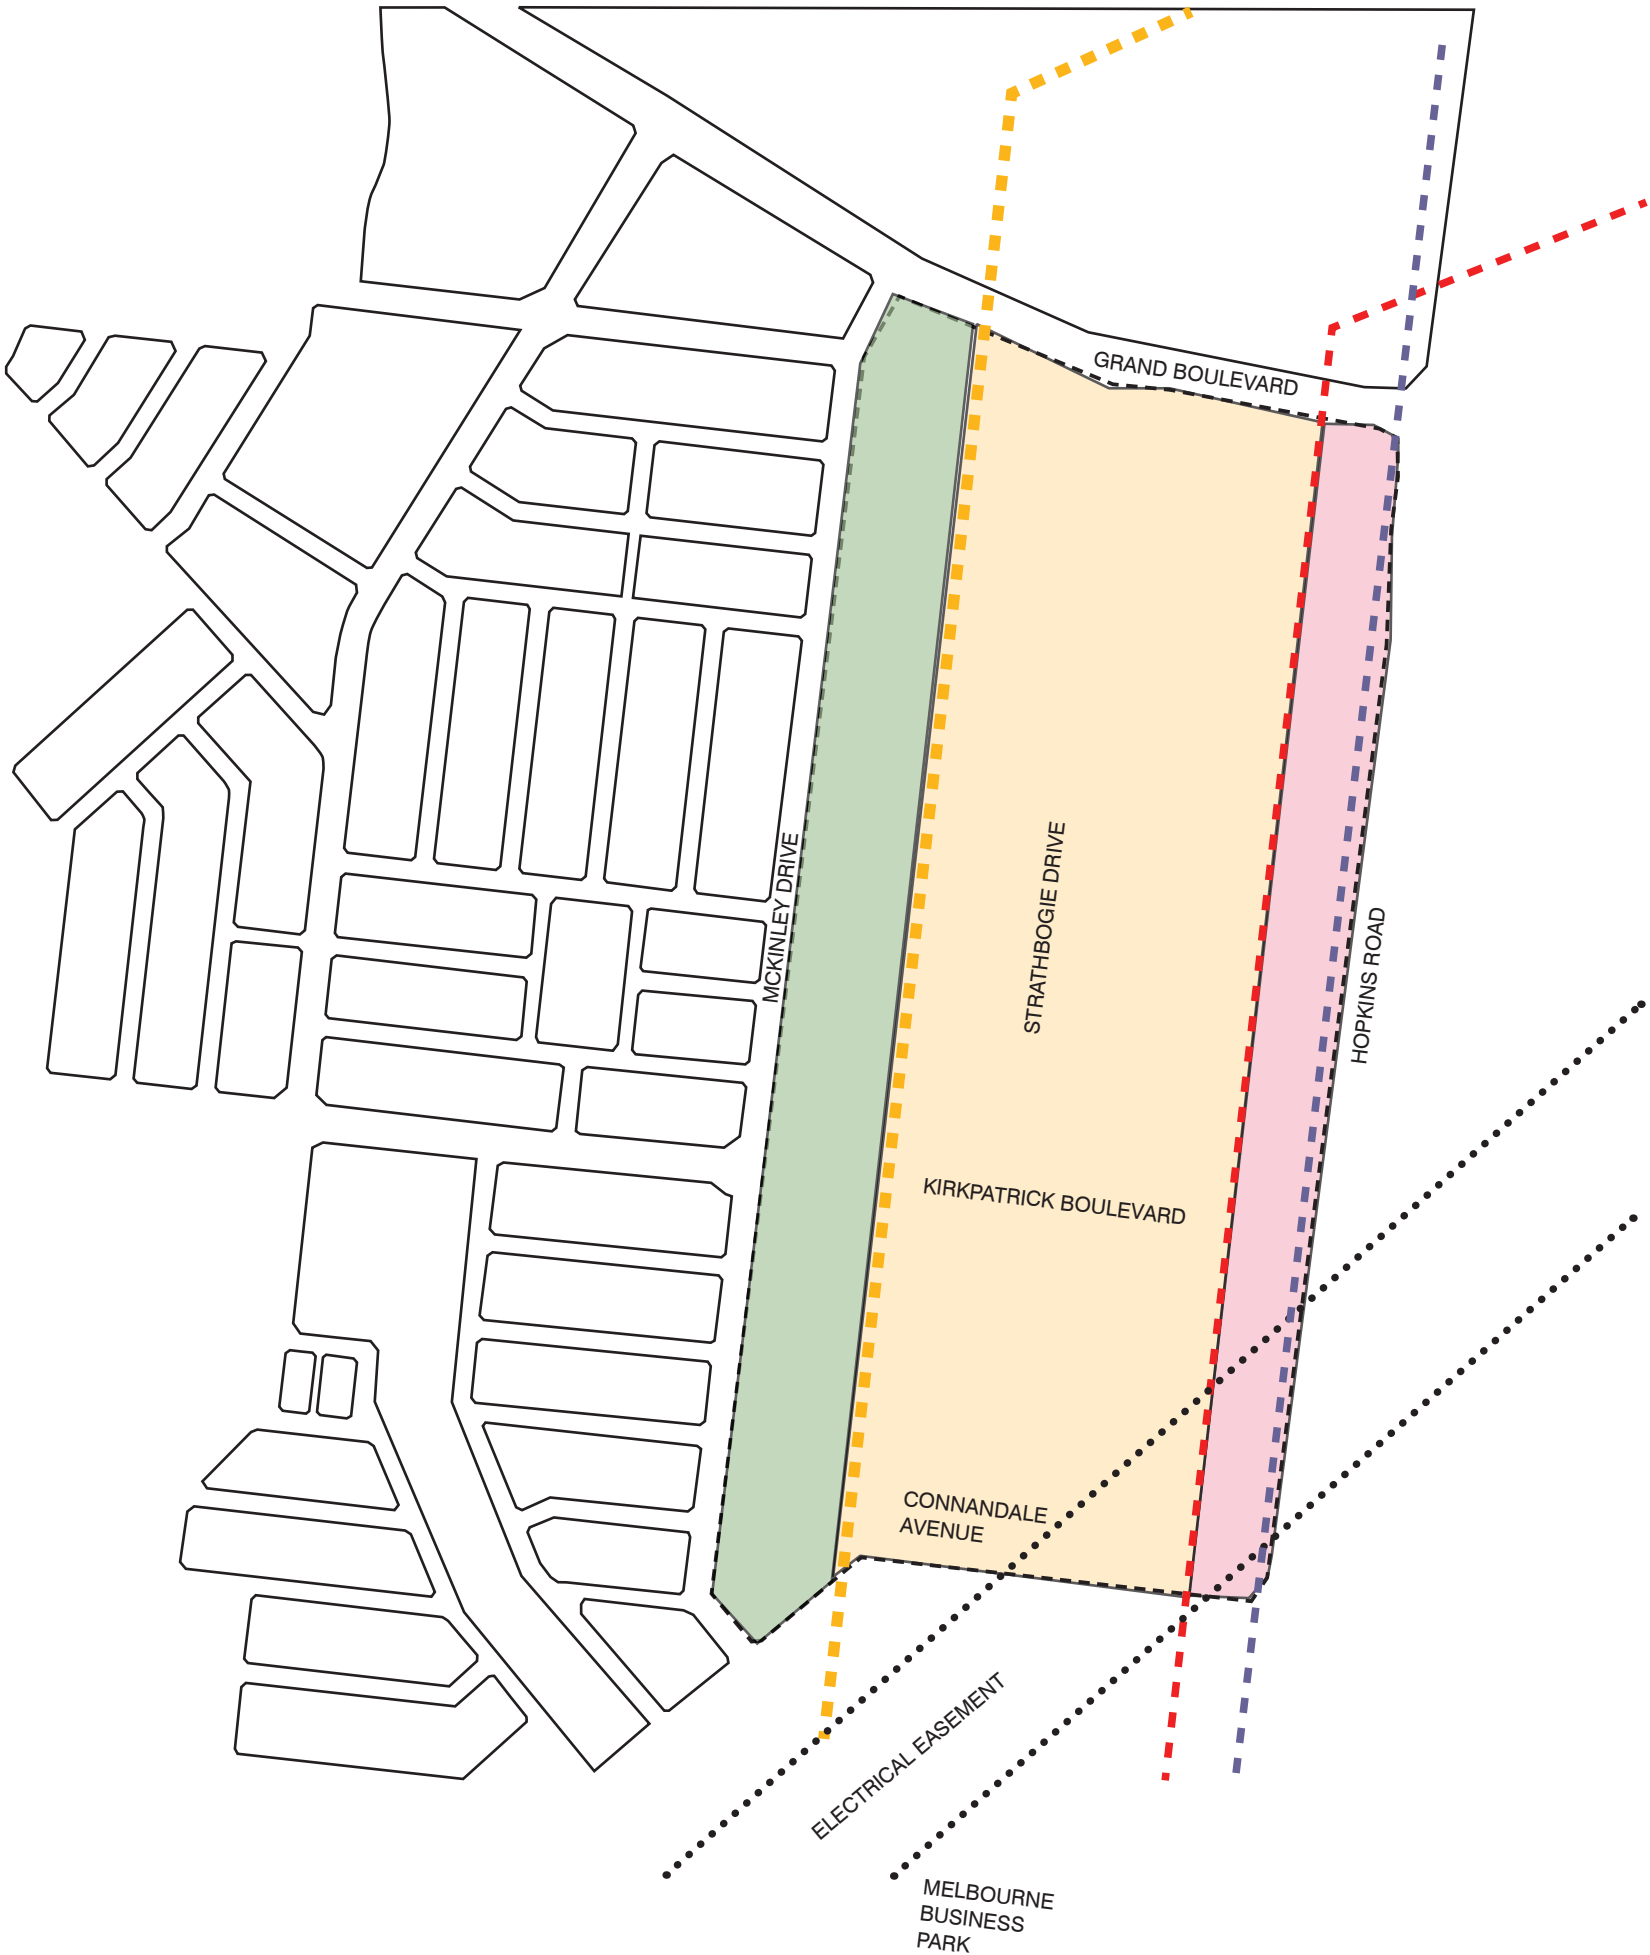 GRAND BOULEVARD
MCKINLEY DRIVE
STRATHBOGIE DRIVE
HOPKINS ROAD
KIRKPATRICK BOULEVARD
CONNANDALE
AVENUE
ELECTRICAL EASEMENT
MELBOURNE
BUSINESS
PARK